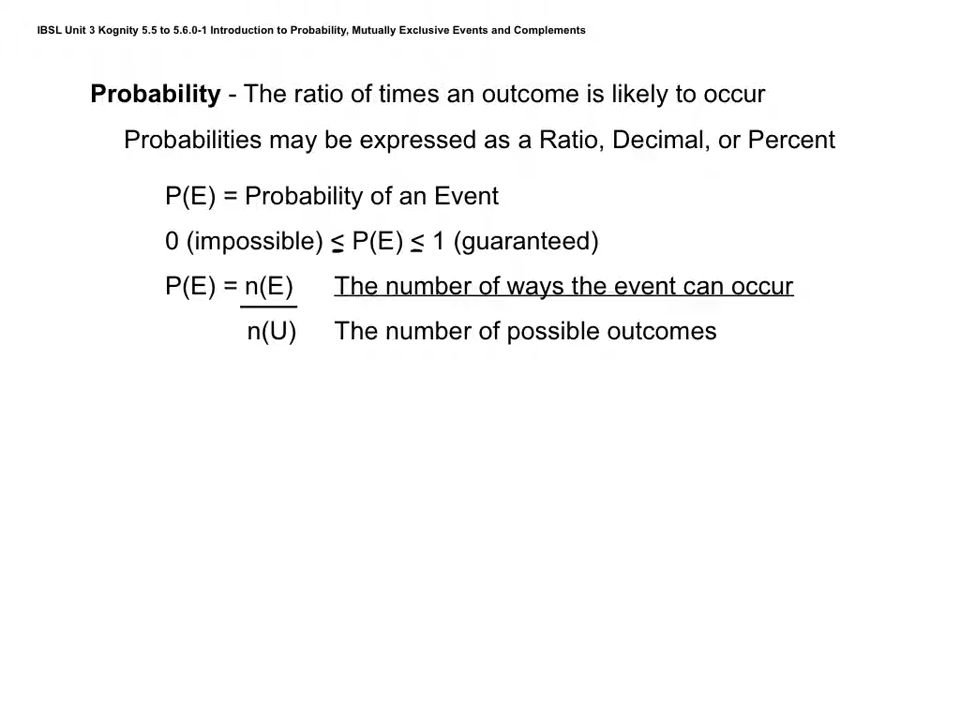 IBSL Unit 3 Kognity 5.5 to 5.6.0-1 Introduction to Probability, Mutually Exclusive Events and Complements
Probability - The ratio of times an outcome is likely to occur
Probabilities may be expressed as a Ratio, Decimal, or Percent
P(E) = Probability of an Event
0 (impossible) ≤ P(E) ≤ 1 (guaranteed)
P(E) = n(E) The number of ways the event can occur
n(U) The number of possible outcomes